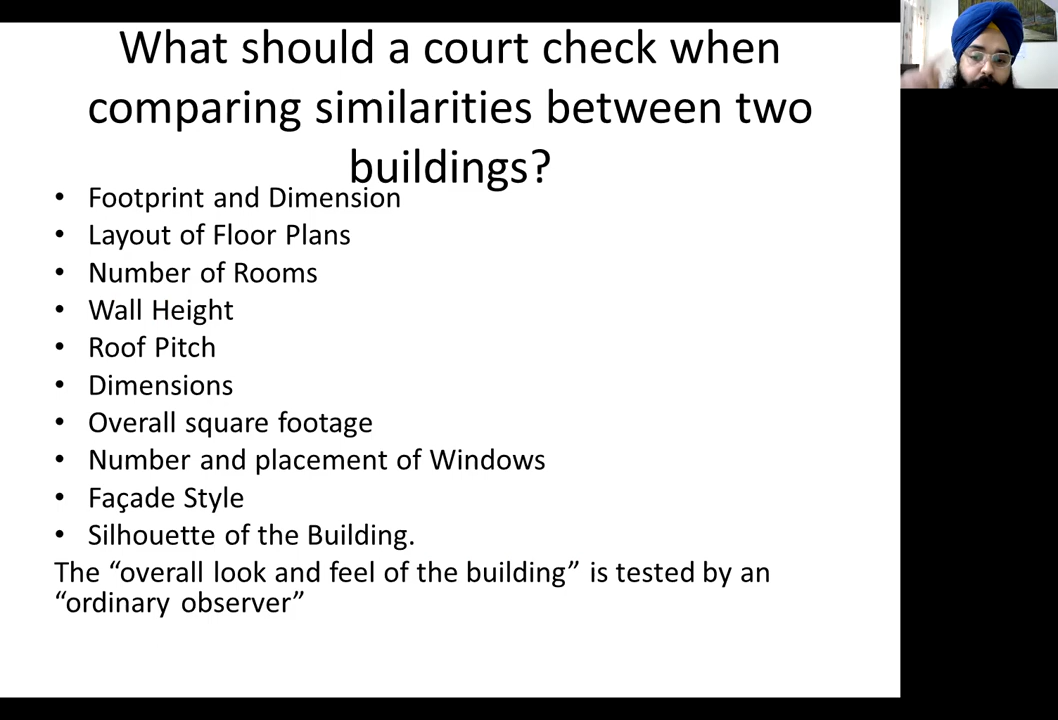 What should a court check when
comparing similarities between two
buildings?
• Footprint and Dimension
• Layout of Floor Plans
• Number of Rooms
• Wall Height
• Roof Pitch
• Dimensions
• Overall square footage
• Number and placement of Windows
• Façade Style
• Silhouette of the Building.
The “overall look and feel of the building” is tested by an
“ordinary observer”